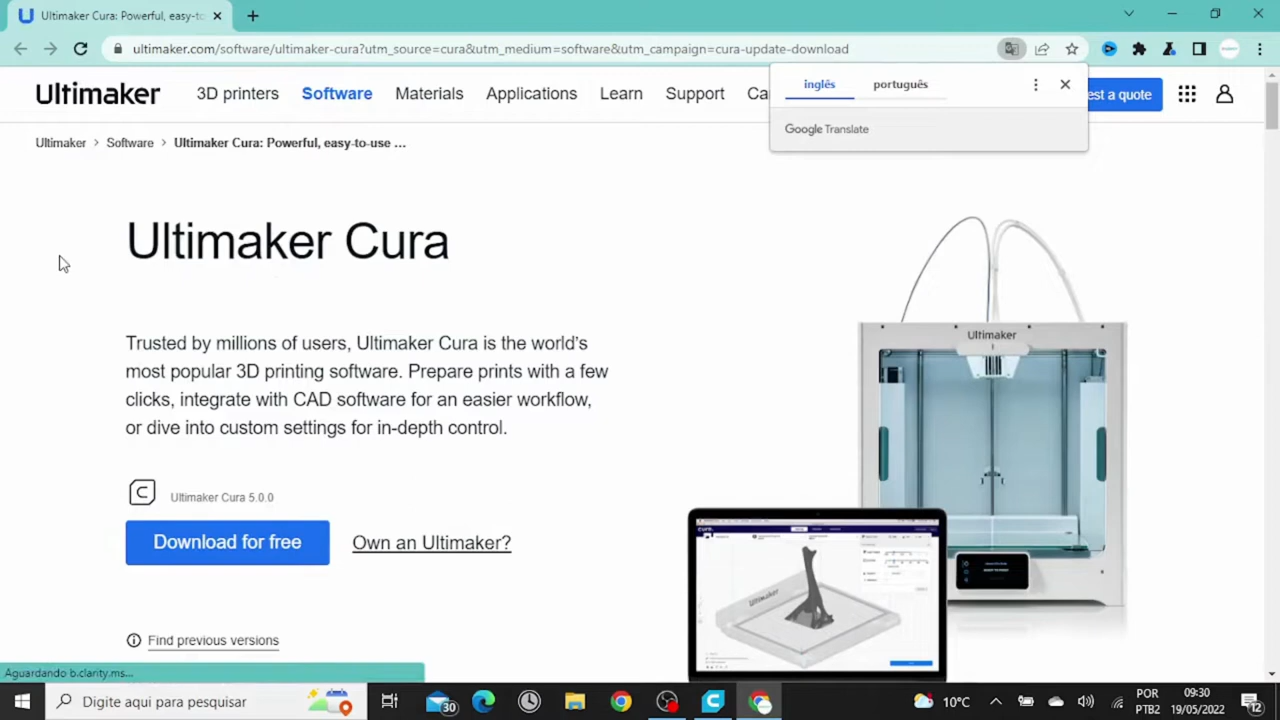 Ultimaker Cura: Powerful, easy-to
ultimaker.com/software/ultimaker-cura?utm_source=cura&utm_medium=software&utm_campaign=cura-update-download
Ultimaker 3D printers Software Materials Applications Learn Support Ca
est a quote
inglês português
Google Translate
Ultimaker > Software > Ultimaker Cura: Powerful, easy-to-use ...
Ultimaker Cura
Trusted by millions of users, Ultimaker Cura is the world's
most popular 3D printing software. Prepare prints with a few
clicks, integrate with CAD software for an easier workflow,
or dive into custom settings for in-depth control.
Ultimaker Cura 5.0.0
Download for free Own an Ultimaker?
Find previous versions
Ultimaker
Ultimaker
Aguardando b.clarity.ms...
Digite aqui para pesquisar
30
10°C
POR
PTB2
09:30
19/05/2022
12